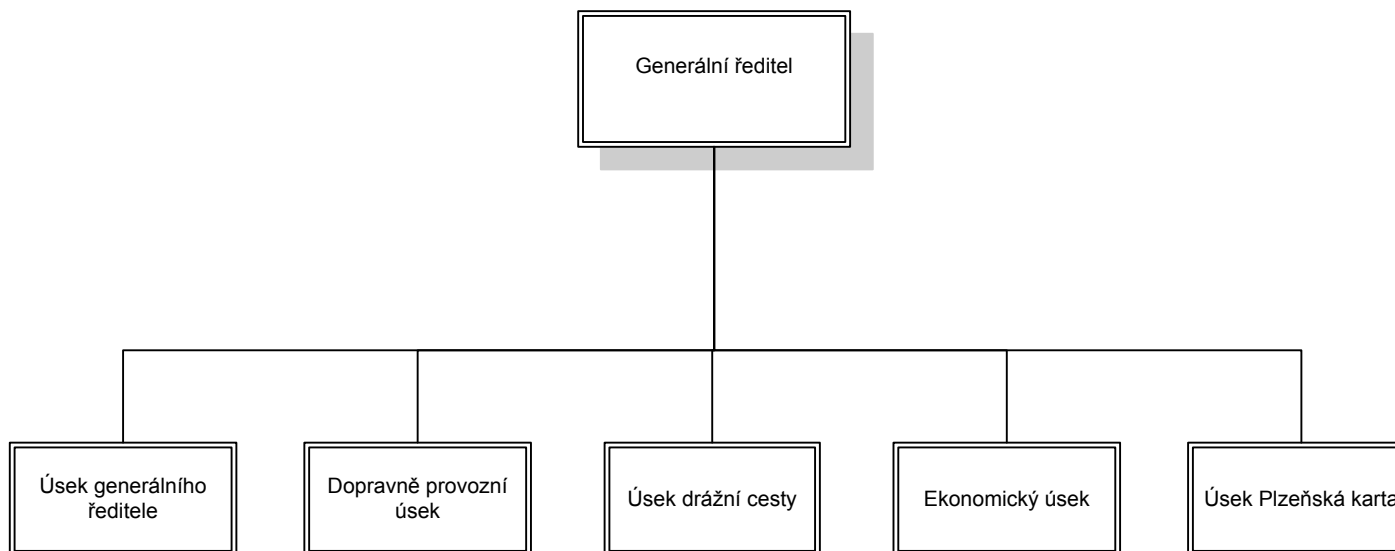 Generální ředitel
Úsek generálního
ředitele
Dopravně provozní
úsek
Úsek drážní cesty
Ekonomický úsek
Úsek Plzeňská karta